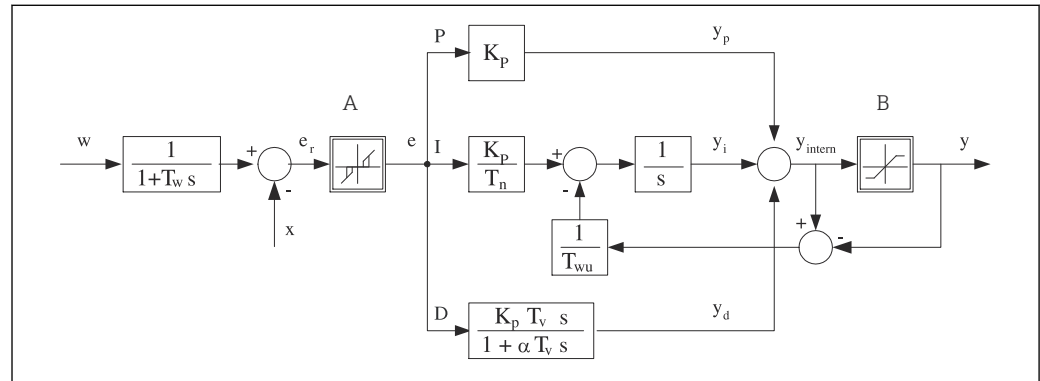 P
K_P
y_p
A
B
w
1
1+T_w s
+
e_r
-
x
e
I
K_P
T_n
+
-
1
s
y_i
y_intern
y
+
-
1
T_wu
D
K_p T_v s
1 + α T_v s
y_d